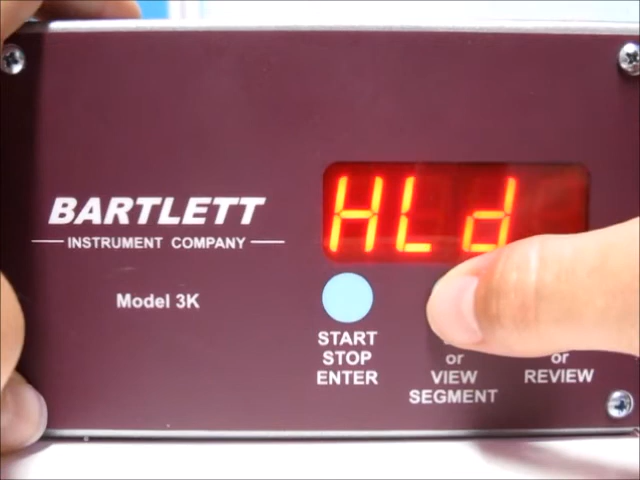 BARTLETT
INSTRUMENT COMPANY
Model 3K
HLd
START
STOP
ENTER
or
VIEW
SEGMENT
or
REVIEW